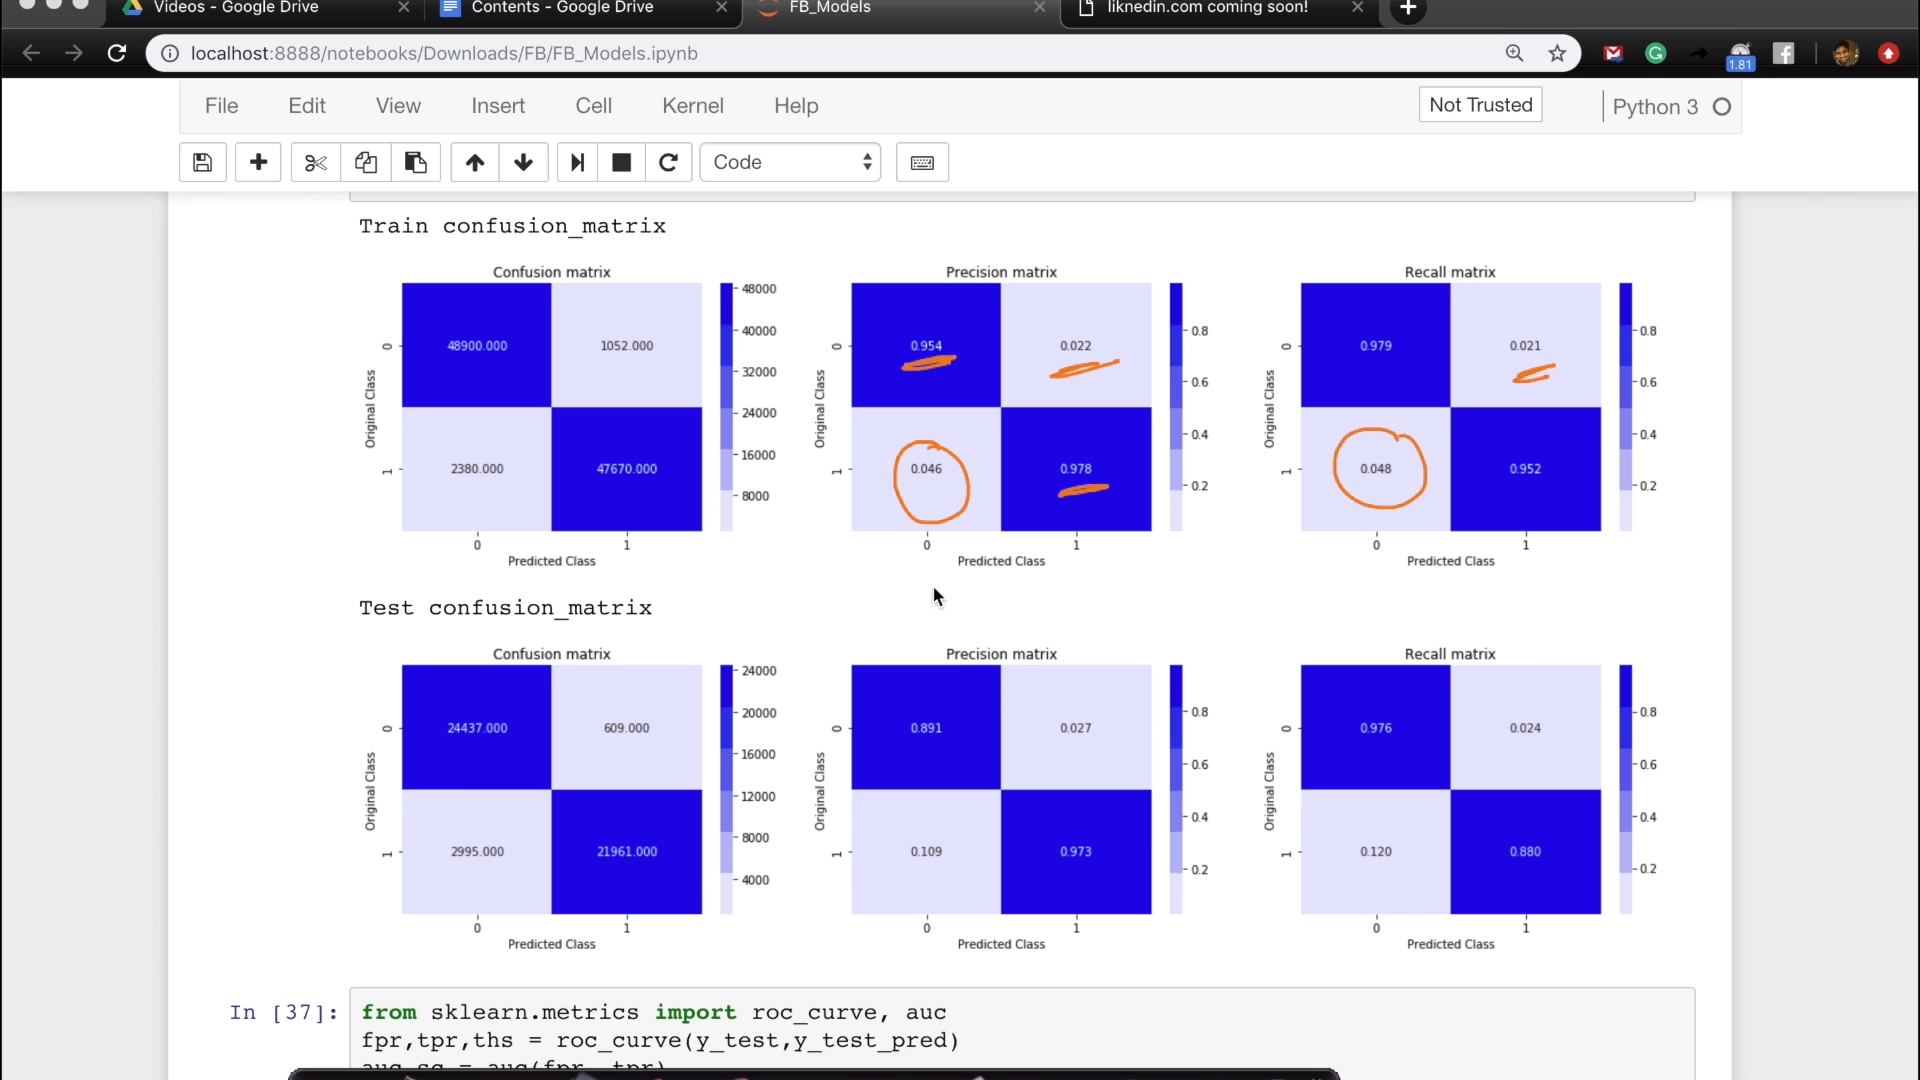 Videos - Google Drive
Contents - Google Drive
FB_Models
liknedin.com coming soon!
localhost:8888/notebooks/Downloads/FB/FB_Models.ipynb
1.81
File Edit View Insert Cell Kernel Help
Not Trusted
Python 3
Code
Train confusion_matrix
Confusion matrix
48900.000 1052.000
2380.000 47670.000
0
1
Original Class
0 1
Predicted Class
48000
40000
32000
24000
16000
8000
Precision matrix
0.954 0.022
0.046 0.978
0
1
Original Class
0 1
Predicted Class
0.8
0.6
0.4
0.2
Recall matrix
0.979 0.021
0.048 0.952
0
1
Original Class
0 1
Predicted Class
0.8
0.6
0.4
0.2
Test confusion_matrix
Confusion matrix
24437.000 609.000
2995.000 21961.000
0
1
Original Class
0 1
Predicted Class
24000
20000
16000
12000
8000
4000
Precision matrix
0.891 0.027
0.109 0.973
0
1
Original Class
0 1
Predicted Class
0.8
0.6
0.4
0.2
Recall matrix
0.976 0.024
0.120 0.880
0
1
Original Class
0 1
Predicted Class
0.8
0.6
0.4
0.2
In [37]:
from sklearn.metrics import roc_curve, auc
fpr,tpr,ths = roc_curve(y_test,y_test_pred)
auc_sc = auc(fpr, tpr)